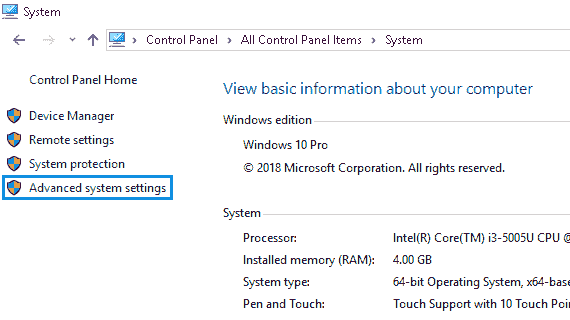 System
Control Panel > All Control Panel Items > System
Control Panel Home
Device Manager
Remote settings
System protection
Advanced system settings
View basic information about your computer
Windows edition
Windows 10 Pro
© 2018 Microsoft Corporation. All rights reserved.
System
Processor: Intel(R) Core(TM) i3-5005U CPU @
Installed memory (RAM): 4.00 GB
System type: 64-bit Operating System, x64-base
Pen and Touch: Touch Support with 10 Touch Poin